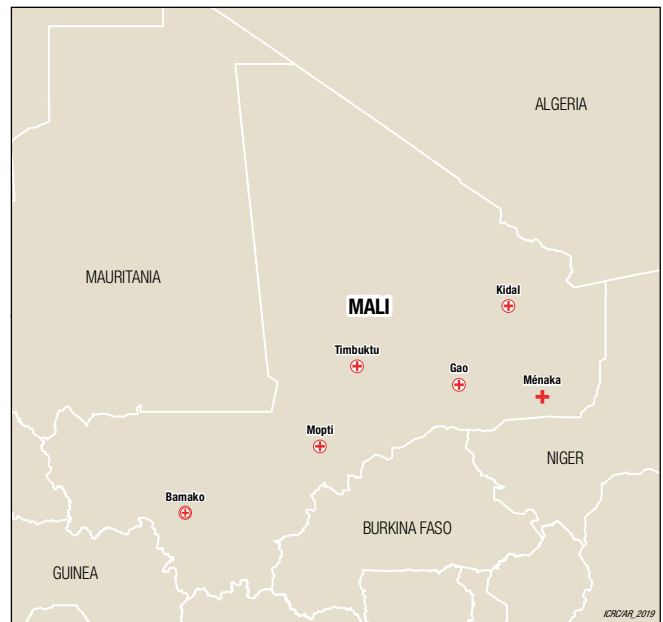 ALGERIA
MAURITANIA
Kidal
MALI
Timbuktu
Gao
Ménaka
Mopti
NIGER
Bamako
BURKINA FASO
GUINEA
ICRC/AR_2019